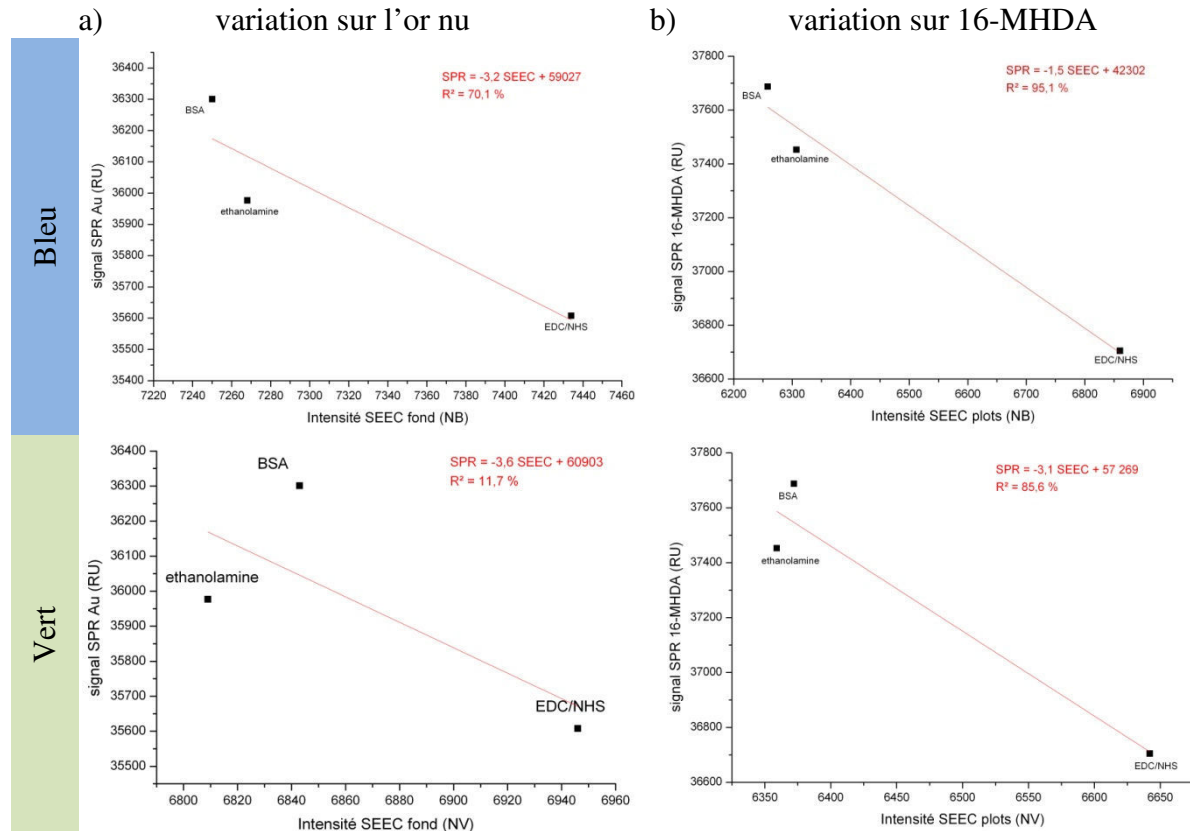 a) variation sur l’or nu
b) variation sur 16-MHDA
Bleu
signal SPR Au (RU)
36400
36300
36200
36100
36000
35900
35800
35700
35600
35500
35400
SPR = -3,2 SEEC + 59027
R² = 70,1 %
BSA
ethanolamine
EDC/NHS
7220 7240 7260 7280 7300 7320 7340 7360 7380 7400 7420 7440 7460
Intensité SEEC fond (NB)
signal SPR 16-MHDA (RU)
37800
37600
37400
37200
37000
36800
36600
SPR = -1,5 SEEC + 42302
R² = 95,1 %
BSA
ethanolamine
EDC/NHS
6200 6300 6400 6500 6600 6700 6800 6900
Intensité SEEC plots (NB)
Vert
signal SPR Au (RU)
36400
36300
36200
36100
36000
35900
35800
35700
35600
35500
SPR = -3,6 SEEC + 60903
R² = 11,7 %
BSA
ethanolamine
EDC/NHS
6800 6820 6840 6860 6880 6900 6920 6940 6960
Intensité SEEC fond (NV)
signal SPR 16-MHDA (RU)
37800
37600
37400
37200
37000
36800
36600
SPR = -3,1 SEEC + 57 269
R² = 85,6 %
BSA
ethanolamine
EDC/NHS
6350 6400 6450 6500 6550 6600 6650
Intensité SEEC plots (NV)